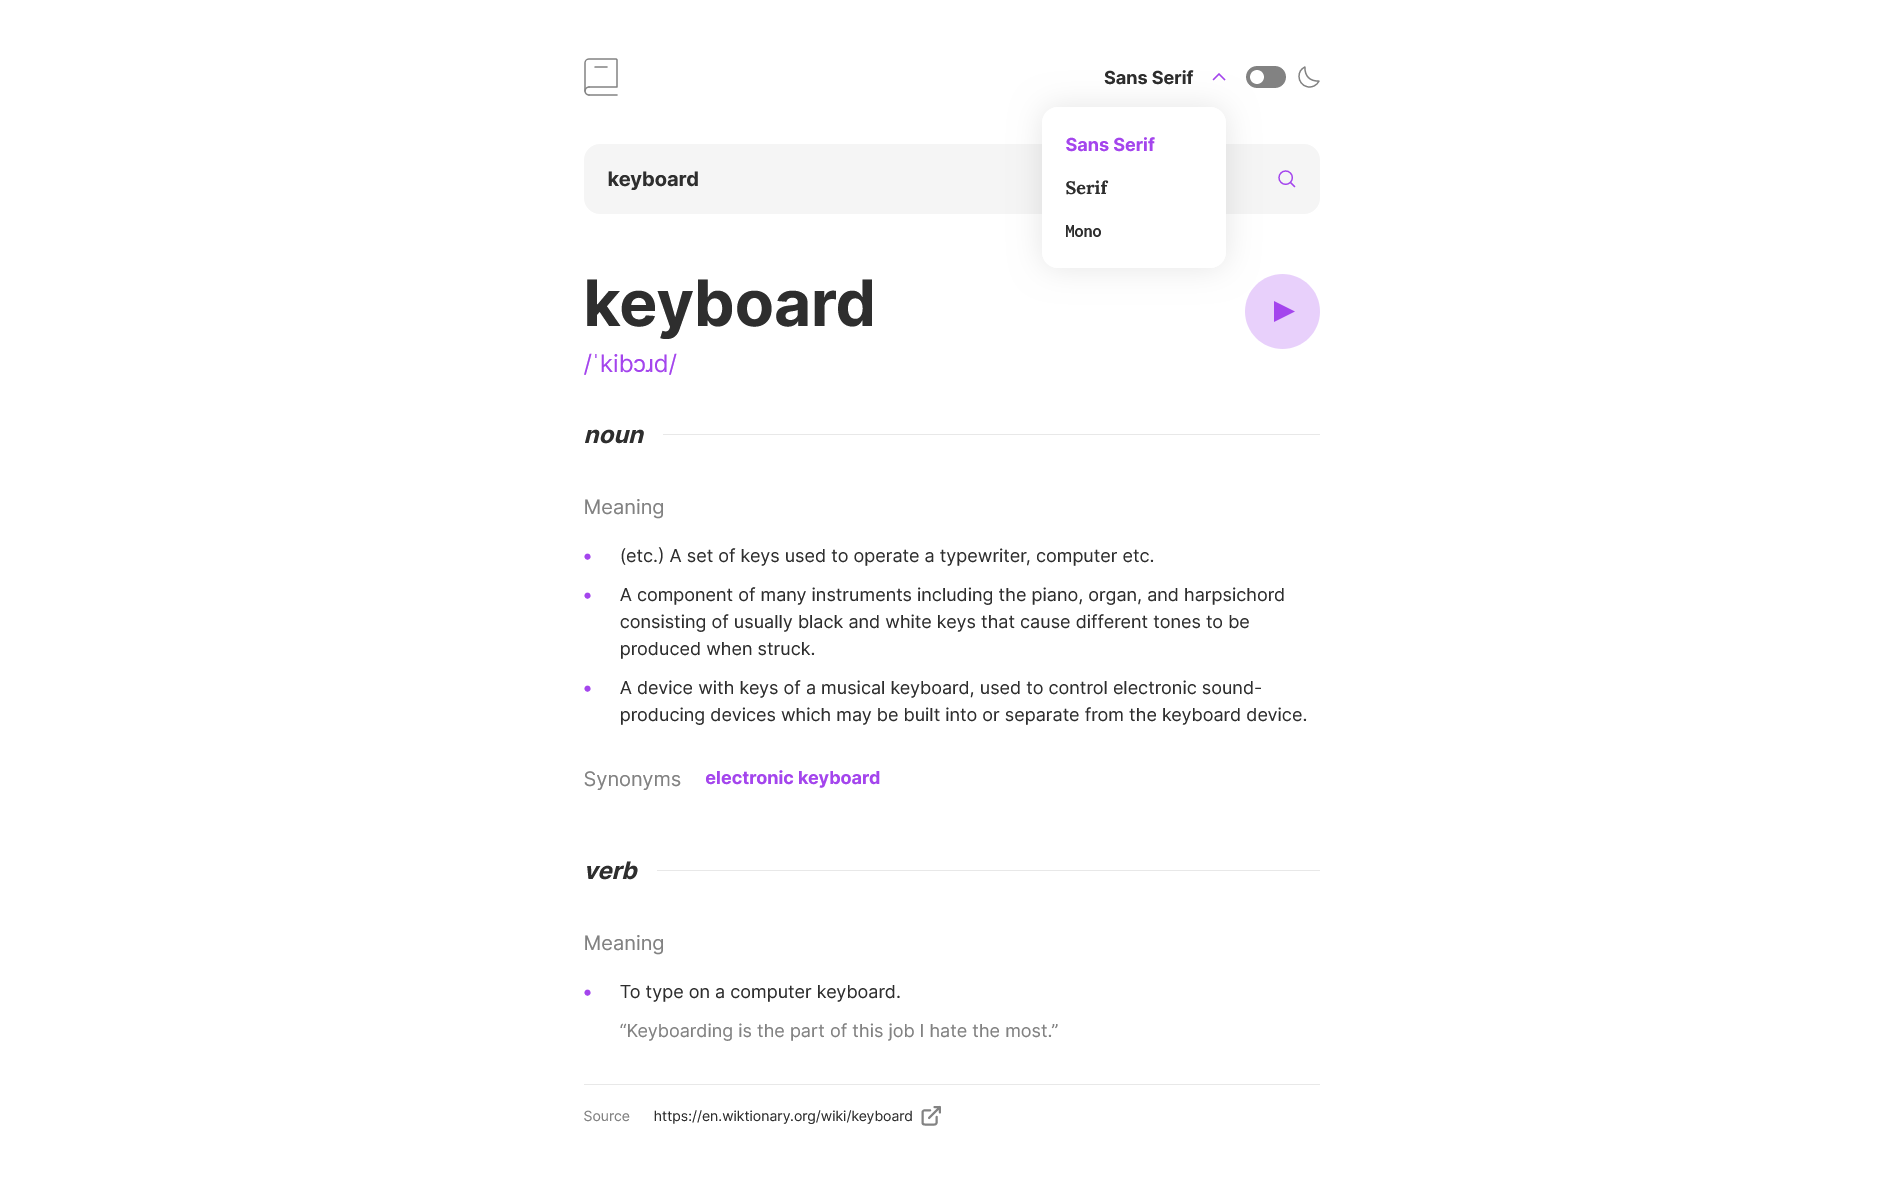 Sans Serif
Sans Serif
Serif
Mono
keyboard
keyboard
/ˈkibɔɹd/
noun
Meaning
(etc.) A set of keys used to operate a typewriter, computer etc.
A component of many instruments including the piano, organ, and harpsichord
consisting of usually black and white keys that cause different tones to be
produced when struck.
A device with keys of a musical keyboard, used to control electronic sound-
producing devices which may be built into or separate from the keyboard device.
Synonyms electronic keyboard
verb
Meaning
To type on a computer keyboard.
“Keyboarding is the part of this job I hate the most.”
Source https://en.wiktionary.org/wiki/keyboard